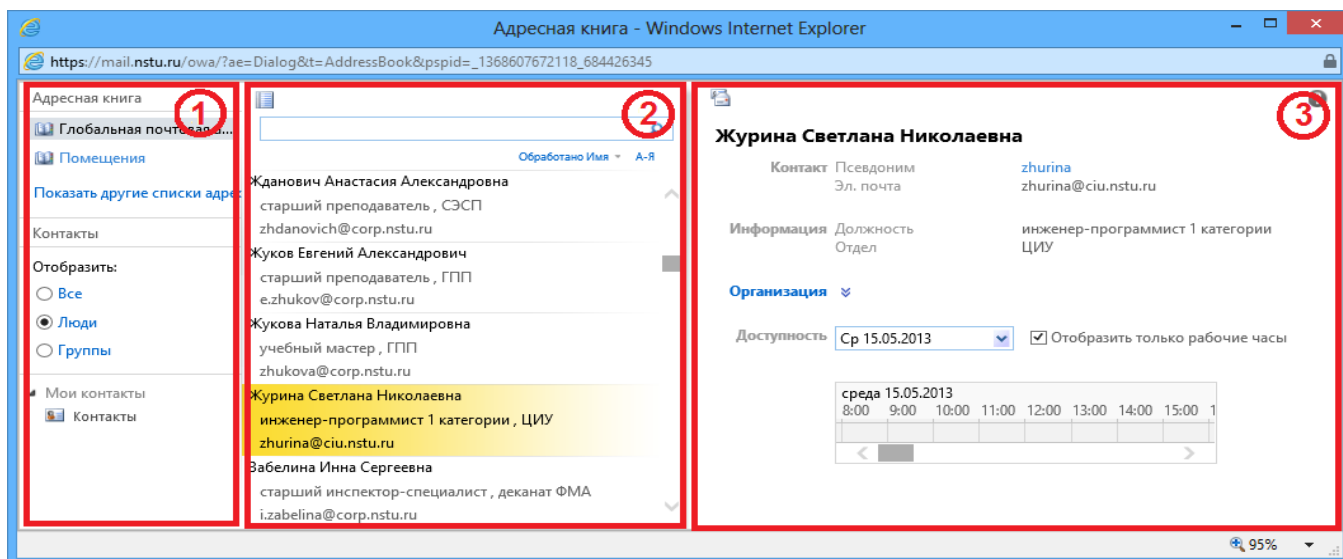 Адресная книга - Windows Internet Explorer
https://mail.nstu.ru/owa/?ae=Dialog&t=AddressBook&pspid=_1368607672118_684426345
Адресная книга
1
Глобальная почтовая а...
Помещения
Показать другие списки адре
Контакты
Отобразить:
Все
Люди
Группы
Мои контакты
Контакты
2
Обработано Имя А-Я
Жданович Анастасия Александровна
старший преподаватель , СЭСП
zhdanovich@corp.nstu.ru
Жуков Евгений Александрович
старший преподаватель , ГПП
e.zhukov@corp.nstu.ru
Жукова Наталья Владимировна
учебный мастер , ГПП
zhukova@corp.nstu.ru
Журина Светлана Николаевна
инженер-программист 1 категории , ЦИУ
zhurina@ciu.nstu.ru
Забелина Инна Сергеевна
старший инспектор-специалист , деканат ФМА
i.zabelina@corp.nstu.ru
3
Журина Светлана Николаевна
Контакт Псевдоним zhurina
Эл. почта zhurina@ciu.nstu.ru
Информация Должность инженер-программист 1 категории
Отдел ЦИУ
Организация
Доступность Ср 15.05.2013 Отобразить только рабочие часы
среда 15.05.2013
8:00 9:00 10:00 11:00 12:00 13:00 14:00 15:00 1
95%